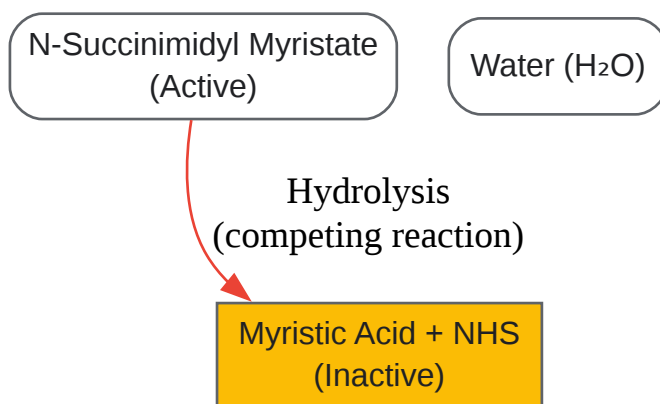 N-Succinimidyl Myristate
(Active)
Water (H₂O)
Hydrolysis
(competing reaction)
Myristic Acid + NHS
(Inactive)